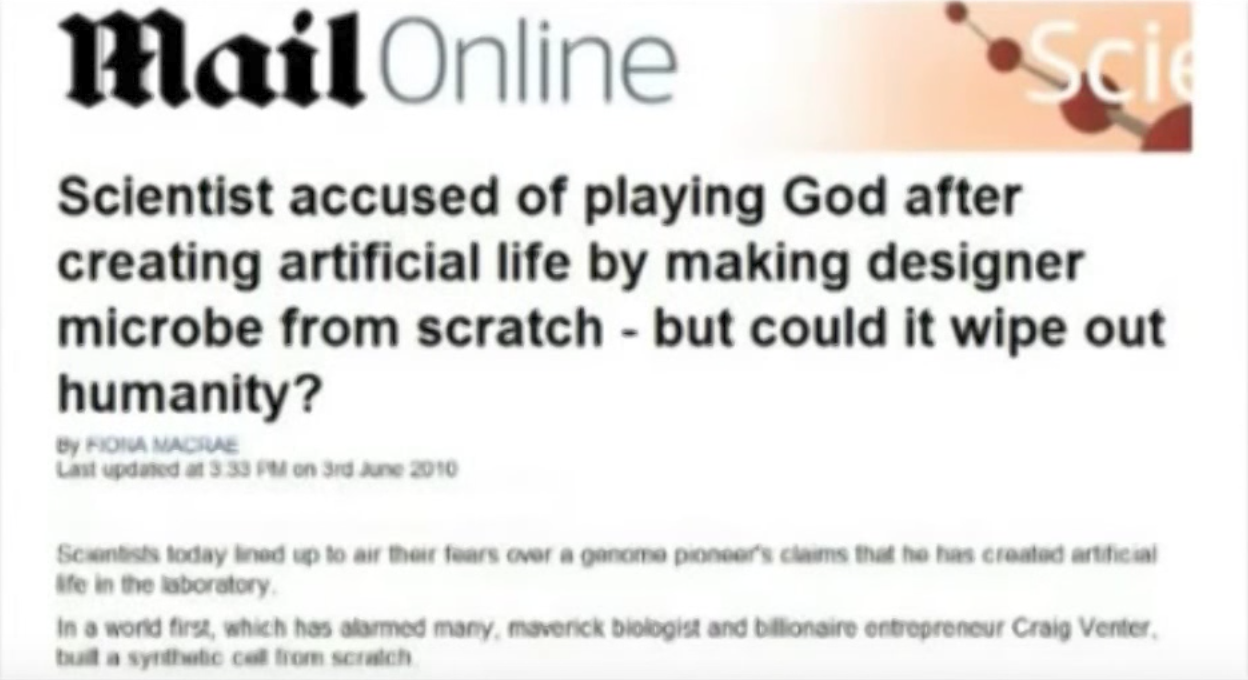 Mail Online
Scie
Scientist accused of playing God after
creating artificial life by making designer
microbe from scratch - but could it wipe out
humanity?
By FIONA MACRAE
Last updated at 3:33 PM on 3rd June 2010
Scientists today lined up to air their fears over a genome pioneer's claims that he has created artificial
life in the laboratory.
In a world first, which has alarmed many, maverick biologist and billionaire entrepreneur Craig Venter,
built a synthetic cell from scratch.